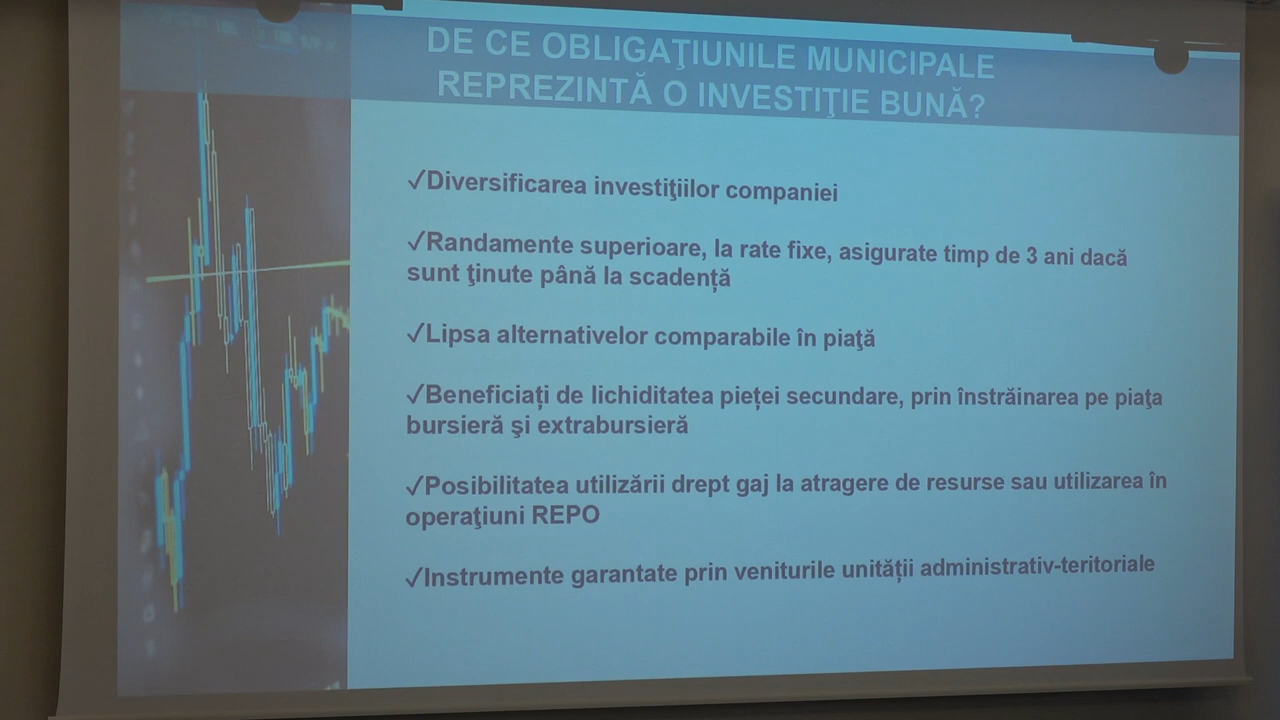 DE CE OBLIGAŢIUNILE MUNICIPALE
REPREZINTĂ O INVESTIŢIE BUNĂ?
✓Diversificarea investiţiilor companiei
✓Randamente superioare, la rate fixe, asigurate timp de 3 ani dacă
sunt ţinute până la scadență
✓Lipsa alternativelor comparabile în piaţă
✓Beneficiați de lichiditatea pieței secundare, prin înstrăinarea pe piaţa
bursieră şi extrabursieră
✓Posibilitatea utilizării drept gaj la atragere de resurse sau utilizarea în
operaţiuni REPO
✓Instrumente garantate prin veniturile unității administrativ-teritoriale